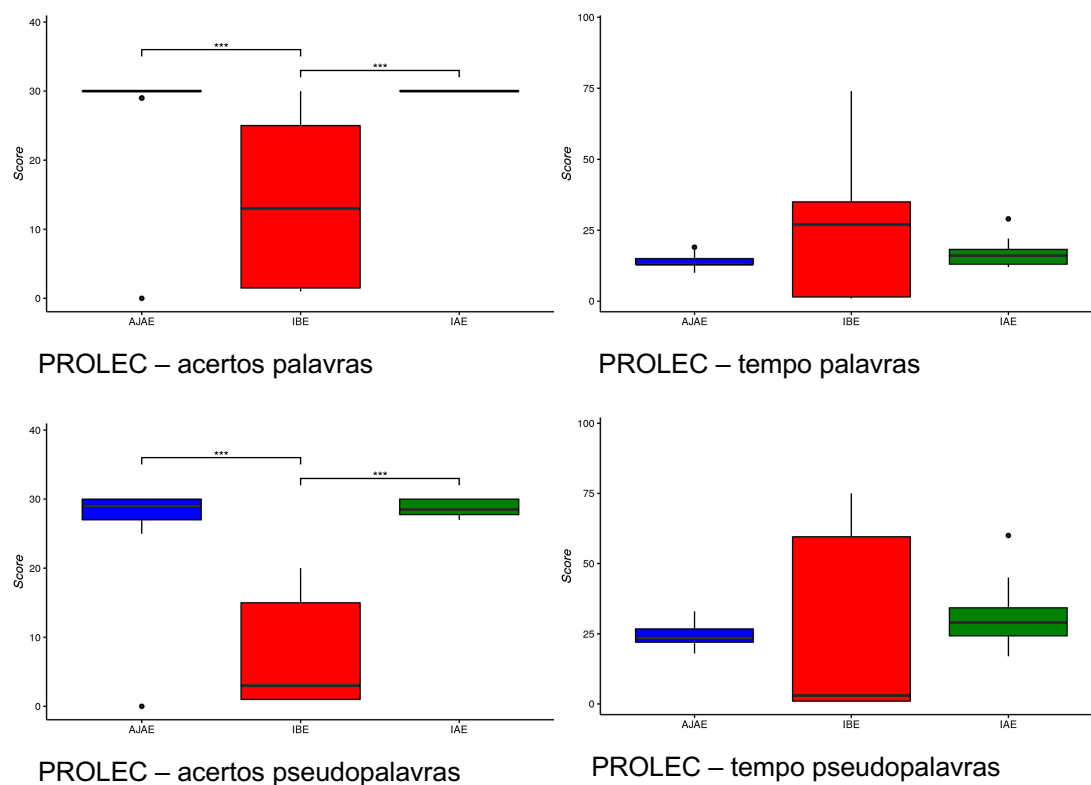 40
30
20
10
0
Score
***
***
AJAE
IBE
IAE
PROLEC – acertos palavras
100
75
50
25
0
Score
AJAE
IBE
IAE
PROLEC – tempo palavras
40
30
20
10
0
Score
***
***
AJAE
IBE
IAE
PROLEC – acertos pseudopalavras
100
75
50
25
0
Score
AJAE
IBE
IAE
PROLEC – tempo pseudopalavras